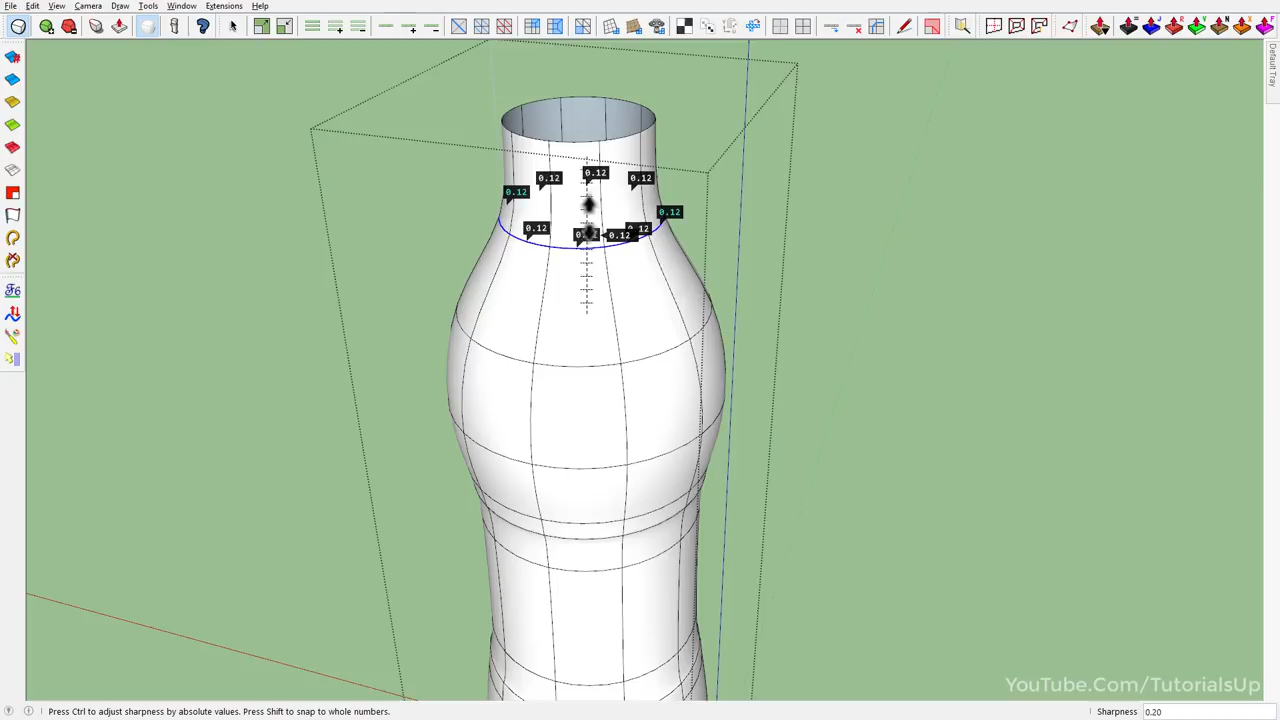 File Edit View Camera Draw Tools Window Extensions Help
Default Tray
0.12 0.12 0.12 0.12 0.12
0.12 0.12 0.12
Press Ctrl to adjust sharpness by absolute values. Press Shift to snap to whole numbers.
Sharpness 0.20
YouTube.Com/TutorialsUp